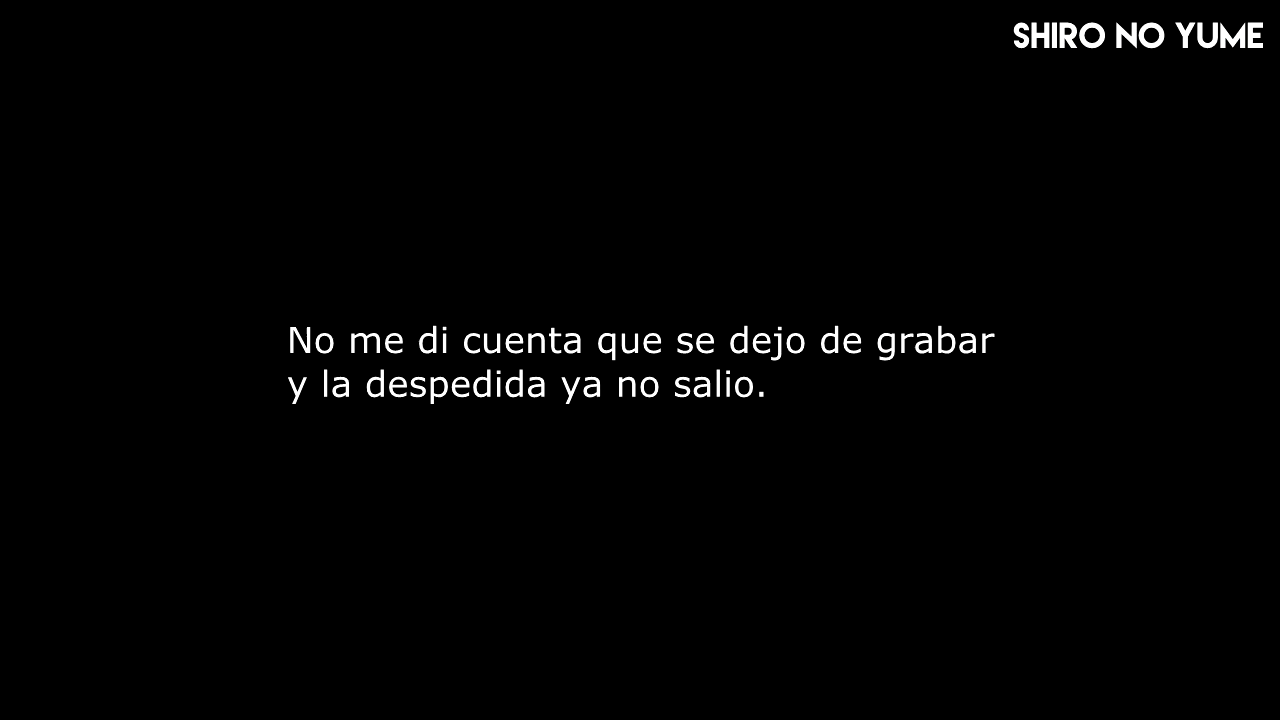 SHIRO NO YUME
No me di cuenta que se dejo de grabar
y la despedida ya no salio.